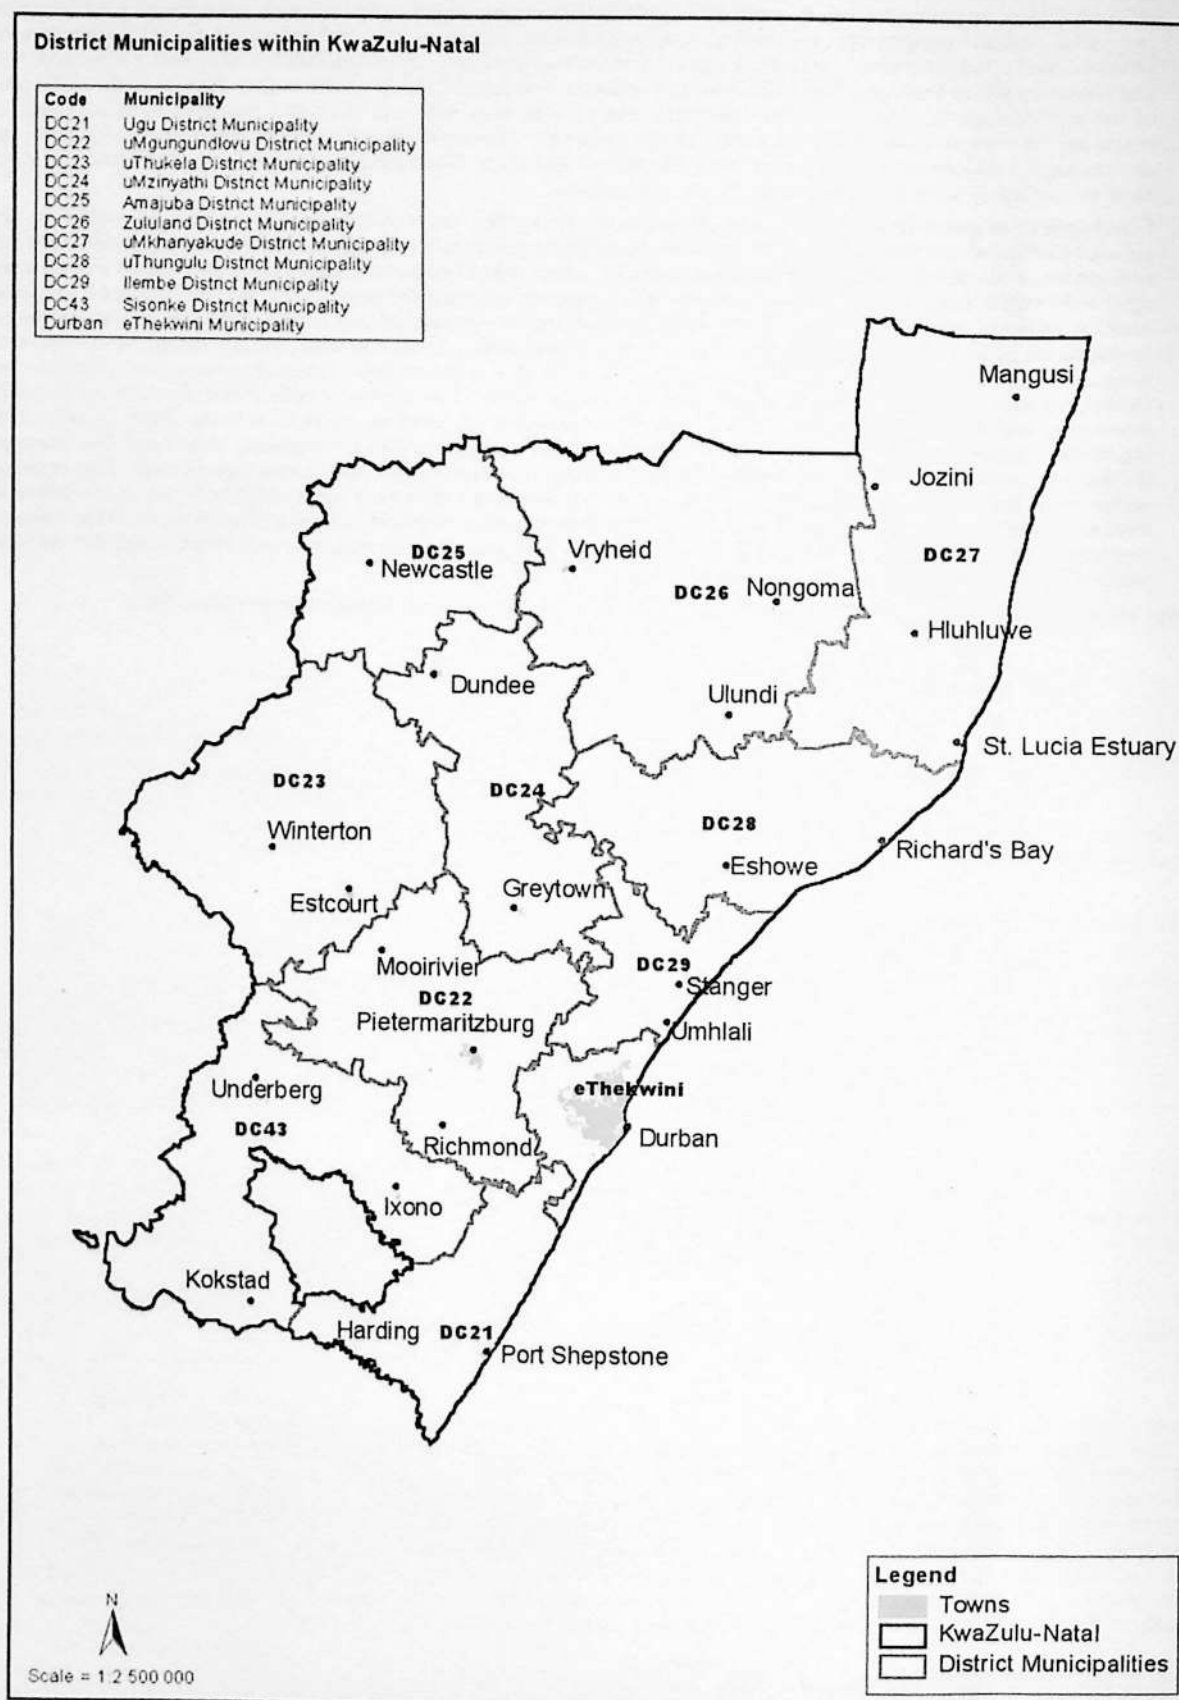 District Municipalities within KwaZulu-Natal
Code Municipality
DC21 Ugu District Municipality
DC22 uMgungundlovu District Municipality
DC23 uThukela District Municipality
DC24 uMzinyathi District Municipality
DC25 Amajuba District Municipality
DC26 Zululand District Municipality
DC27 uMkhanyakude District Municipality
DC28 uThungulu District Municipality
DC29 Ilembe District Municipality
DC43 Sisonke District Municipality
Durban eThekwini Municipality
Mangusi
Jozini
DC25
Newcastle
Vryheid
DC27
DC26
Nongoma
Hluhluwe
Dundee
Ulundi
St. Lucia Estuary
DC23
DC24
Winterton
DC28
Richard's Bay
Eshowe
Estcourt
Greytown
Mooirivier
DC29
DC22
Stanger
Pietermaritzburg
Umhlali
Underberg
eThekwini
DC43
Richmond
Durban
Ixono
Kokstad
Harding
DC21
Port Shepstone
Legend
Towns
KwaZulu-Natal
District Municipalities
N
Scale = 1:2 500 000